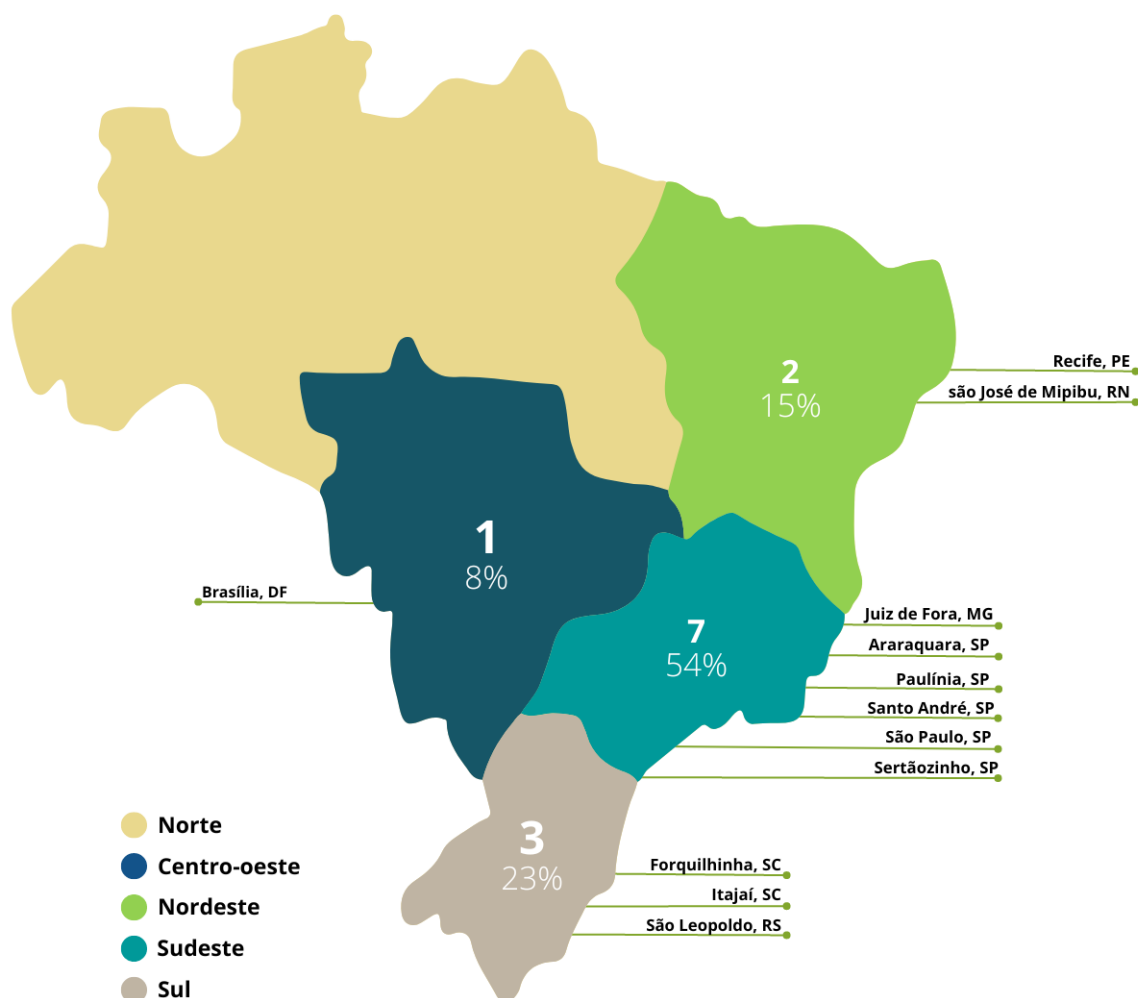 2
15%
Recife, PE
são José de Mipibu, RN
1
8%
Brasília, DF
7
54%
Juiz de Fora, MG
Araraquara, SP
Paulínia, SP
Santo André, SP
São Paulo, SP
Sertãozinho, SP
3
23%
Forquilhinha, SC
Itajaí, SC
São Leopoldo, RS
Norte
Centro-oeste
Nordeste
Sudeste
Sul